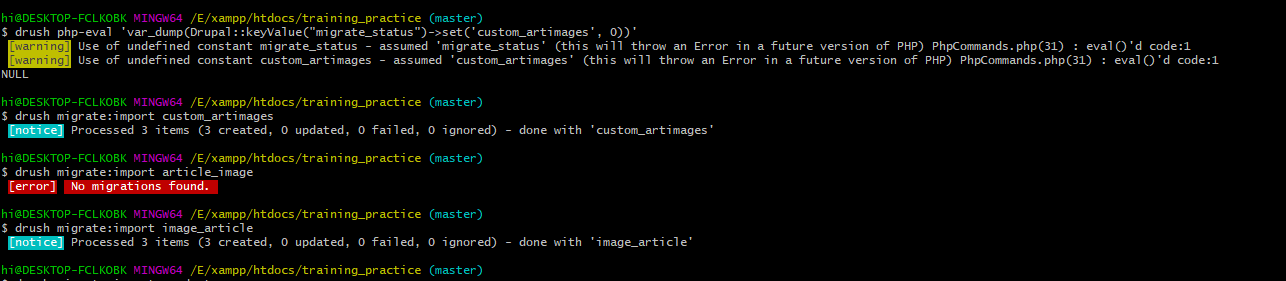 hi@DESKTOP-FCLKOBK MINGW64 /E/xampp/htdocs/training_practice (master)
$ drush php-eval 'var_dump(Drupal::keyValue("migrate_status")->set('custom_artimages', 0))'
[warning] Use of undefined constant migrate_status - assumed 'migrate_status' (this will throw an Error in a future version of PHP) PhpCommands.php(31) : eval()'d code:1
[warning] Use of undefined constant custom_artimages - assumed 'custom_artimages' (this will throw an Error in a future version of PHP) PhpCommands.php(31) : eval()'d code:1
NULL
hi@DESKTOP-FCLKOBK MINGW64 /E/xampp/htdocs/training_practice (master)
$ drush migrate:import custom_artimages
[notice] Processed 3 items (3 created, 0 updated, 0 failed, 0 ignored) - done with 'custom_artimages'
hi@DESKTOP-FCLKOBK MINGW64 /E/xampp/htdocs/training_practice (master)
$ drush migrate:import article_image
[error] No migrations found.
hi@DESKTOP-FCLKOBK MINGW64 /E/xampp/htdocs/training_practice (master)
$ drush migrate:import image_article
[notice] Processed 3 items (3 created, 0 updated, 0 failed, 0 ignored) - done with 'image_article'
hi@DESKTOP-FCLKOBK MINGW64 /E/xampp/htdocs/training_practice (master)